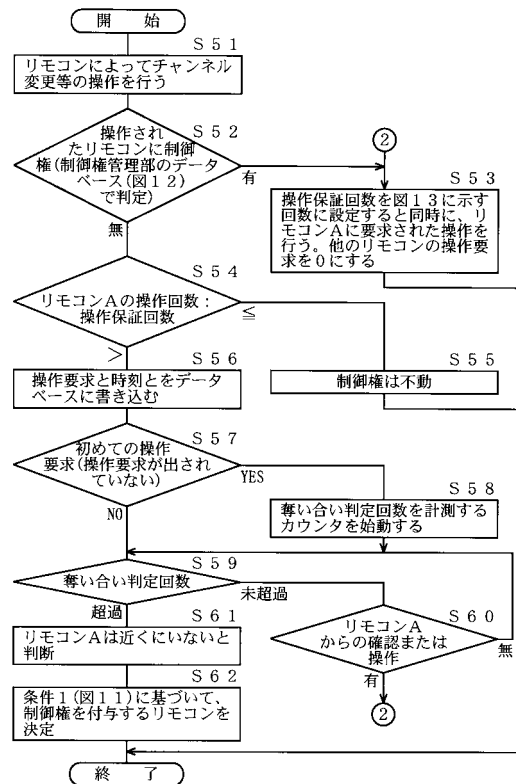 開 始
S51
リモコンによってチャンネル
変更等の操作を行う
S52
操作され
たリモコンに制御
権(制御権管理部のデータ
ベース(図12)
で判定)
有
無
②
S53
操作保証回数を図13に示す
回数に設定すると同時に、リ
モコンAに要求された操作を
行う。他のリモコンの操作要
求を0にする
S54
リモコンAの操作回数:
操作保証回数
≦
>
S55
制御権は不動
S56
操作要求と時刻とをデータ
ベースに書き込む
S57
初めての操作
要求(操作要求が出され
ていない)
YES
NO
S58
奪い合い判定回数を計測する
カウンタを始動する
S59
奪い合い判定回数
未超過
超過
S60
リモコンA
からの確認または
操作
無
有
②
S61
リモコンAは近くにいないと
判断
S62
条件1(図11)に基づいて、
制御権を付与するリモコンを
決定
終 了